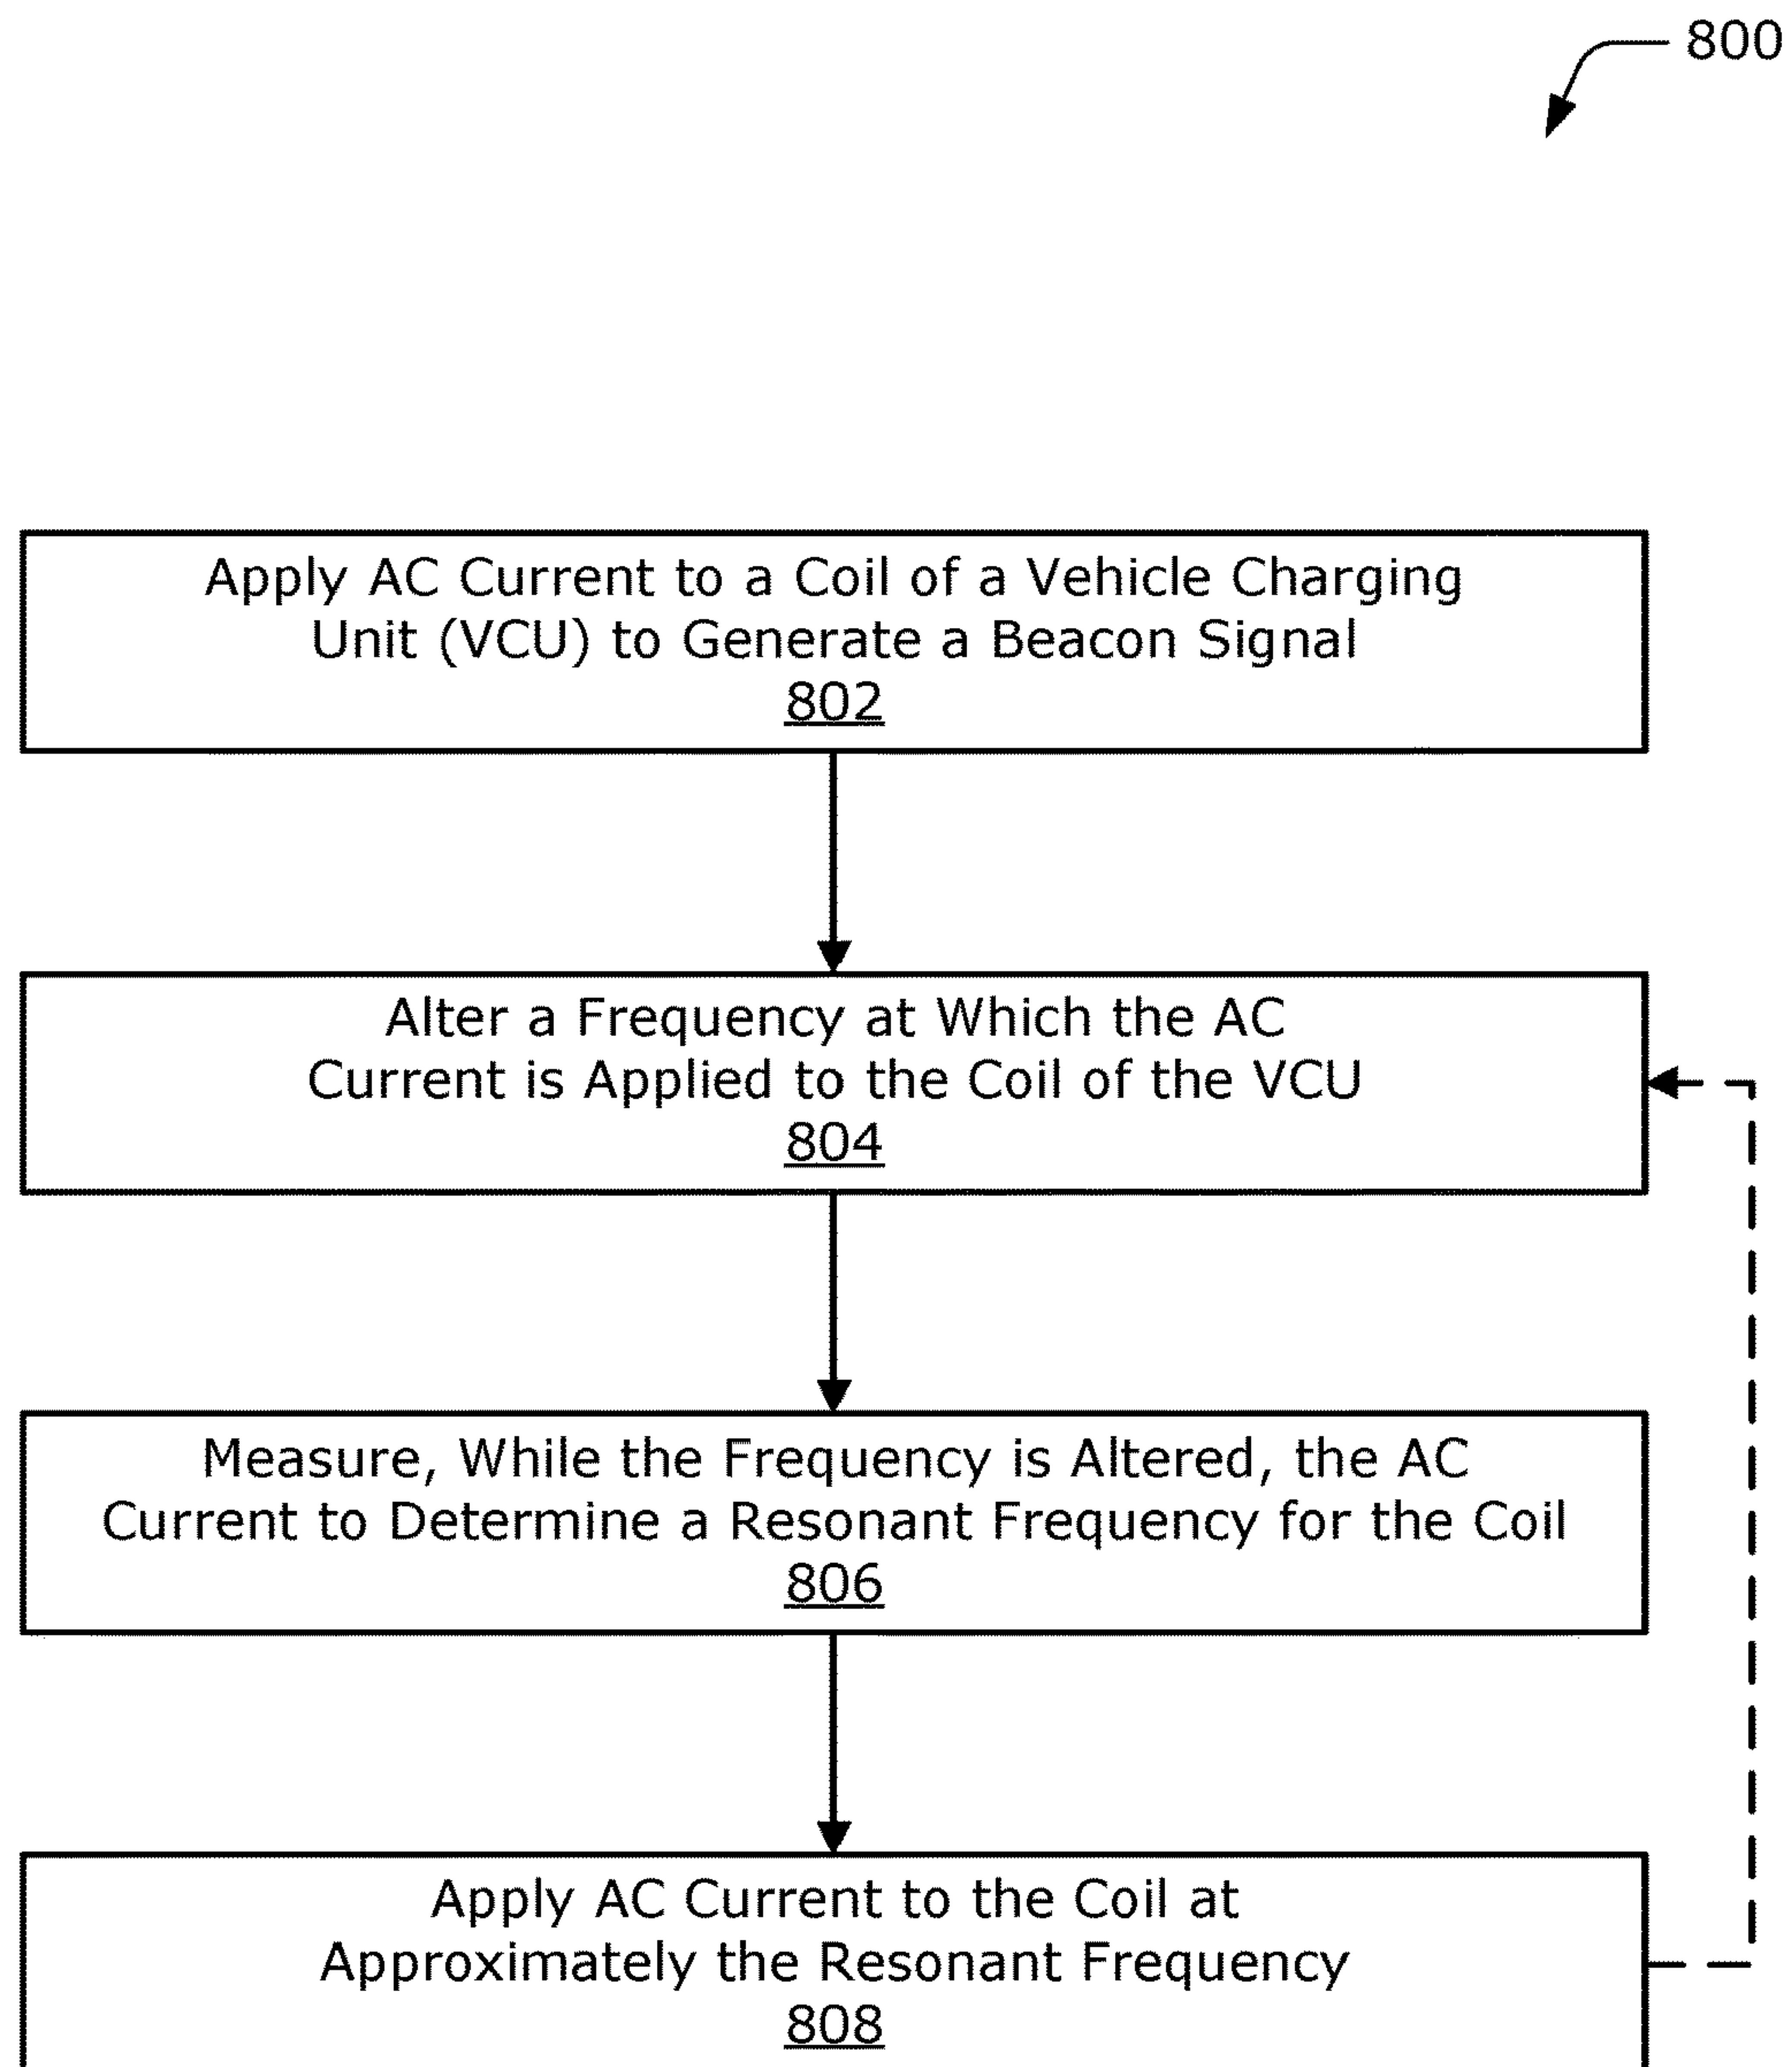 800
Apply AC Current to a Coil of a Vehicle Charging
Unit (VCU) to Generate a Beacon Signal
802
Alter a Frequency at Which the AC
Current is Applied to the Coil of the VCU
804
Measure, While the Frequency is Altered, the AC
Current to Determine a Resonant Frequency for the Coil
806
Apply AC Current to the Coil at
Approximately the Resonant Frequency
808